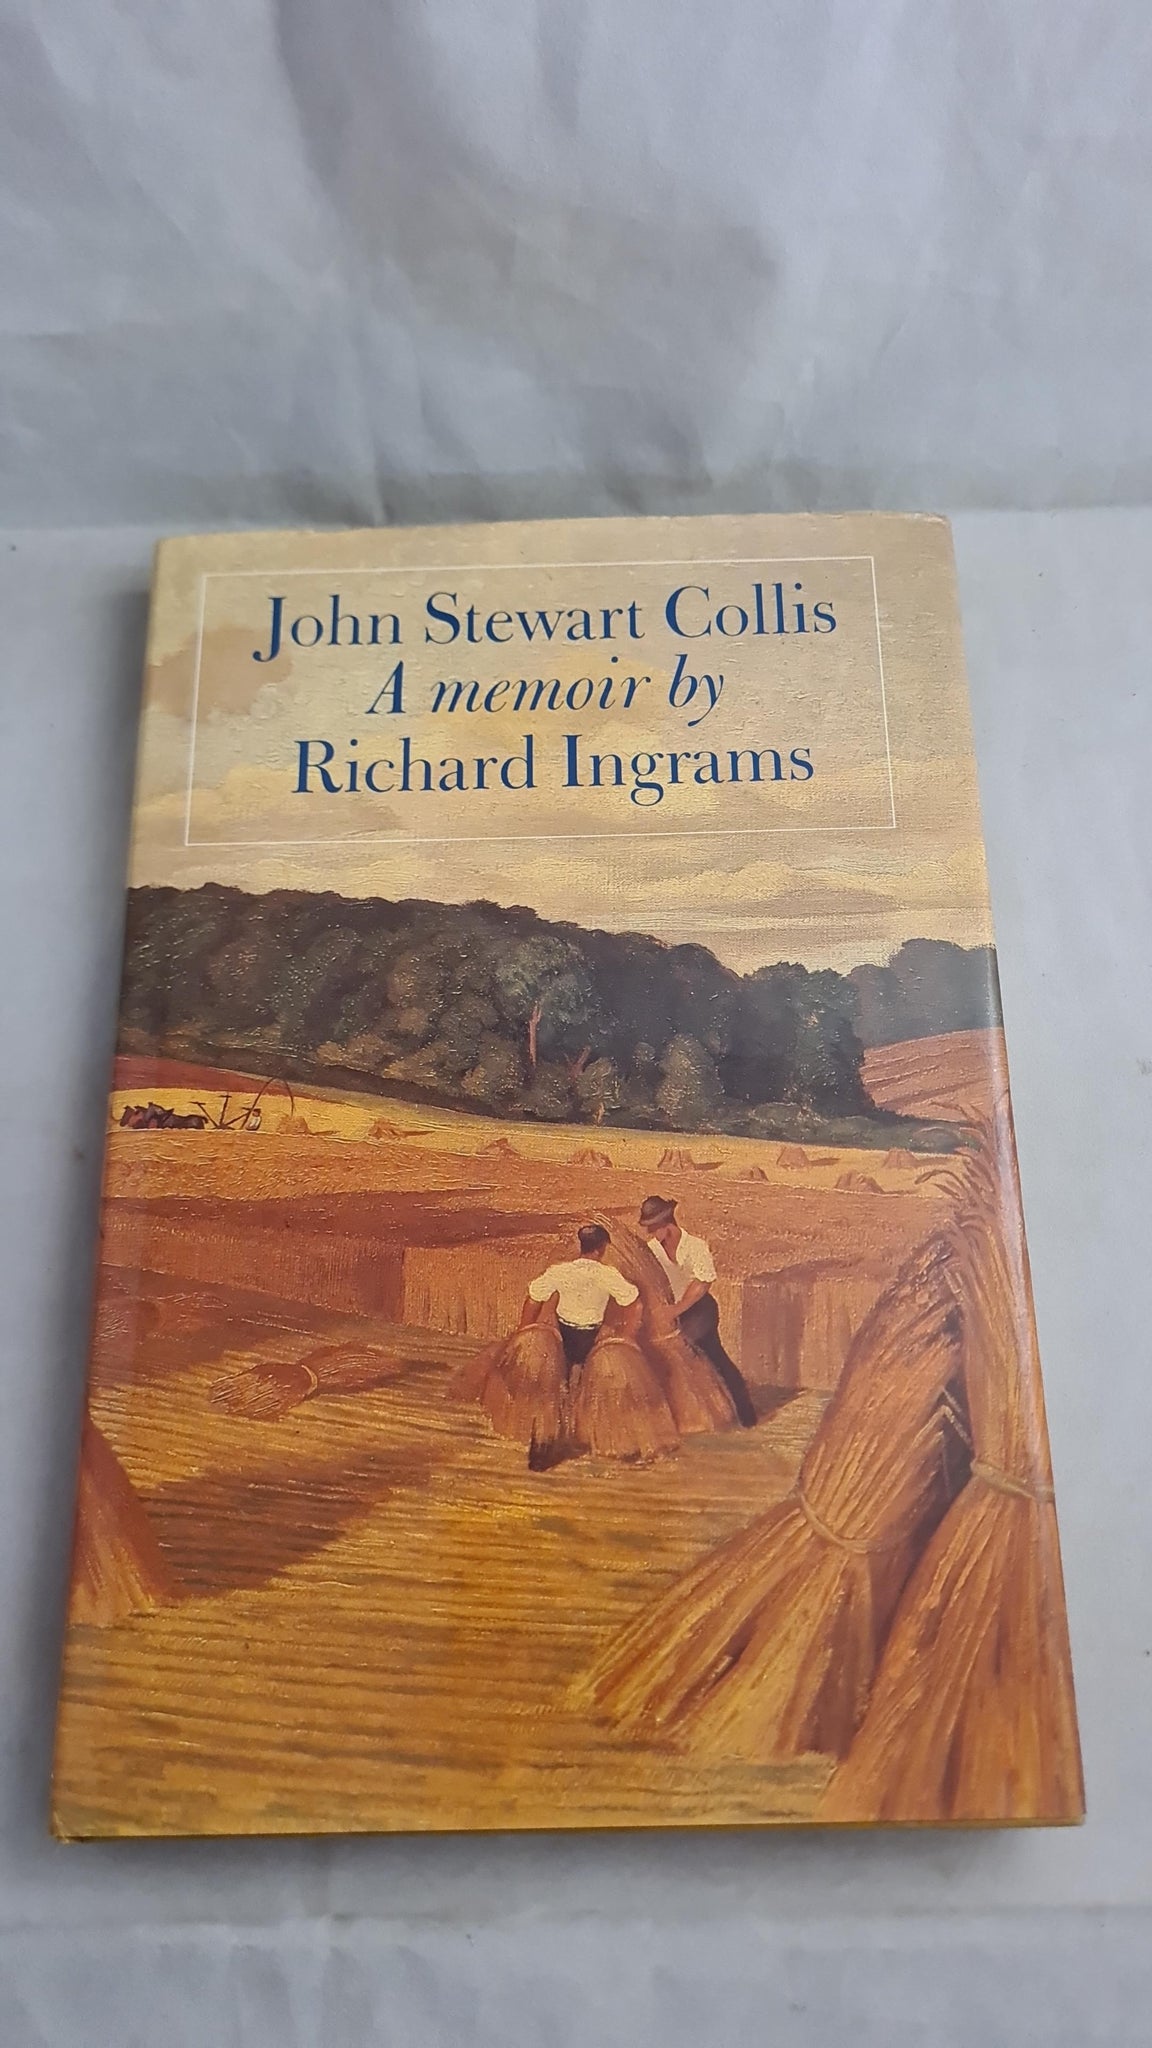 John Stewart Collis
A memoir by
Richard Ingrams